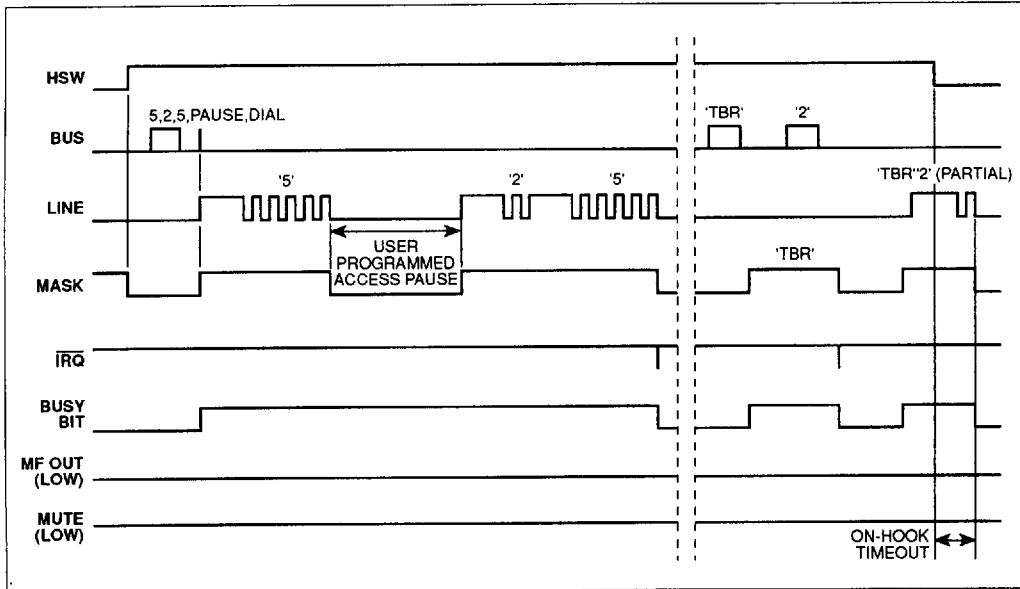 HSW
5,2,5,PAUSE,DIAL
'TBR'
'2'
BUS
'5'
'2'
'5'
'TBR''2' (PARTIAL)
LINE
USER
PROGRAMMED
ACCESS PAUSE
'TBR'
MASK
IRQ
BUSY
BIT
MF OUT
(LOW)
MUTE
(LOW)
ON-HOOK
TIMEOUT